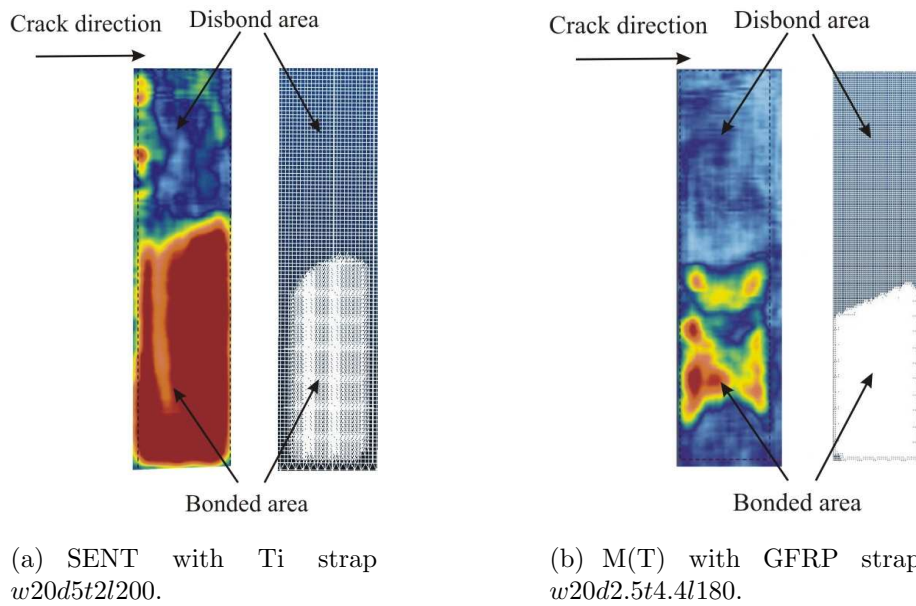 Crack direction
Disbond area
Bonded area
(a) SENT with Ti strap
w20d5t2l200.
Crack direction
Disbond area
Bonded area
(b) M(T) with GFRP strap
w20d2.5t4.4l180.